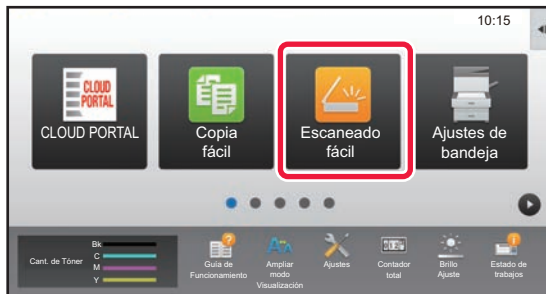 10:15
CLOUD
PORTAL
CLOUD PORTAL
Copia
fácil
Escaneado
fácil
Ajustes de
bandeja
Cant. de Tóner
Bk
C
M
Y
Guia de
Funcionamiento
Ampliar
modo
Visualización
Ajustes
Contador
total
Brillo
Ajuste
Estado de
trabajos